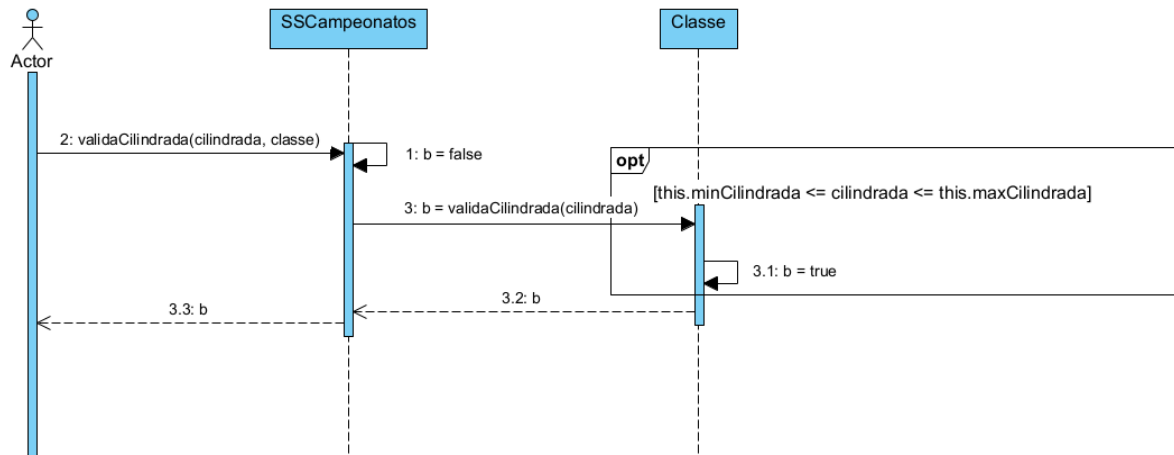 SSCampeonatos
Classe
Actor
2: validaCilindrada(cilindrada, classe)
1: b = false
opt
[this.minCilindrada <= cilindrada <= this.maxCilindrada]
3: b = validaCilindrada(cilindrada)
3.1: b = true
3.2: b
3.3: b